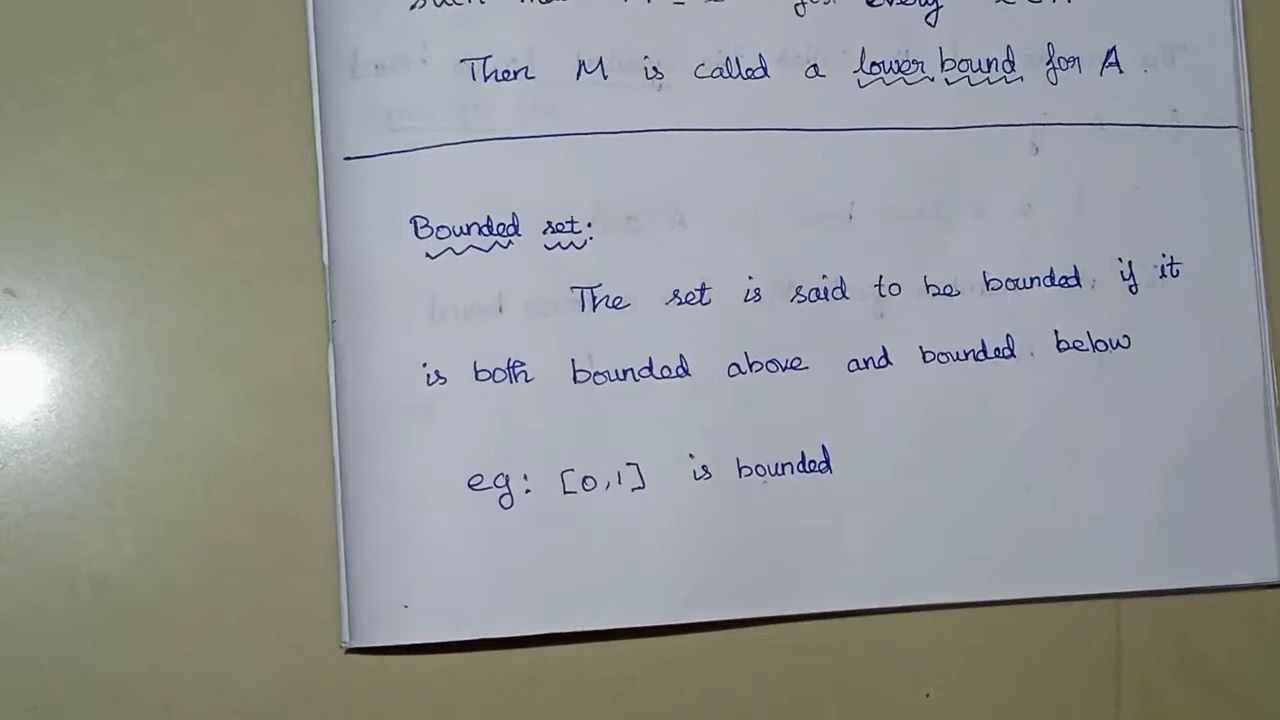 every
Then M is called a lower bound for A.
Bounded set:
The set is said to be bounded, if it
is both bounded above and bounded below
eg: [0,1] is bounded